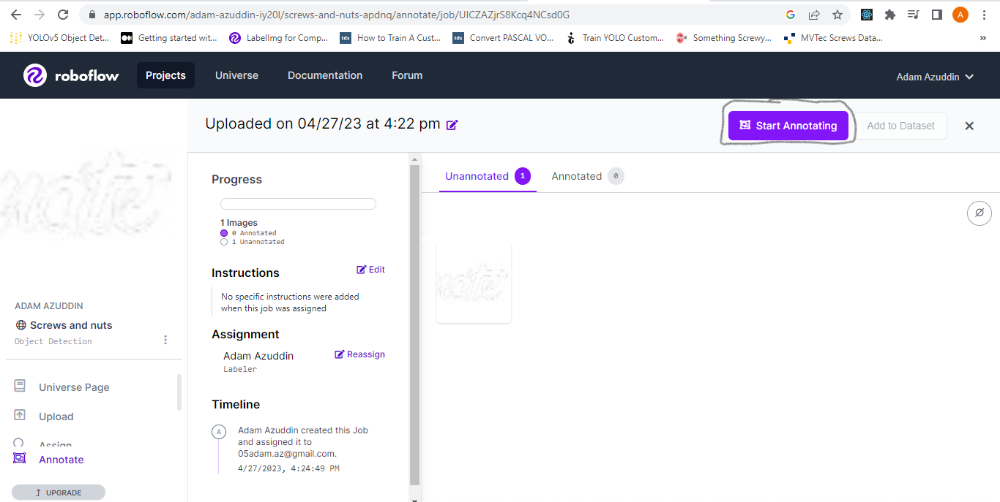 app.roboflow.com/adam-azuddin-iy20l/screws-and-nuts-apdnq/annotate/job/UICZAZjrS8Kcq4NCsd0G
A
YOLOv5 Object Det...
Getting started wit...
LabelImg for Comp...
tds How to Train A Cust...
tds Convert PASCAL VO...
Train YOLO Custom...
Something Screwy...
MVTec Screws Data...
»
roboflow
Projects
Universe
Documentation
Forum
Adam Azuddin
Uploaded on 04/27/23 at 4:22 pm
Start Annotating
Add to Dataset
ADAM AZUDDIN
Screws and nuts
Object Detection
Universe Page
Upload
Assign
Annotate
UPGRADE
Progress
1 Images
0 Annotated
1 Unannotated
Instructions
Edit
No specific instructions were added
when this job was assigned
Assignment
Adam Azuddin
Reassign
Labeler
Timeline
A
Adam Azuddin created this Job
and assigned it to
05adam.az@gmail.com.
4/27/2023, 4:24:49 PM
Unannotated 1
Annotated 0